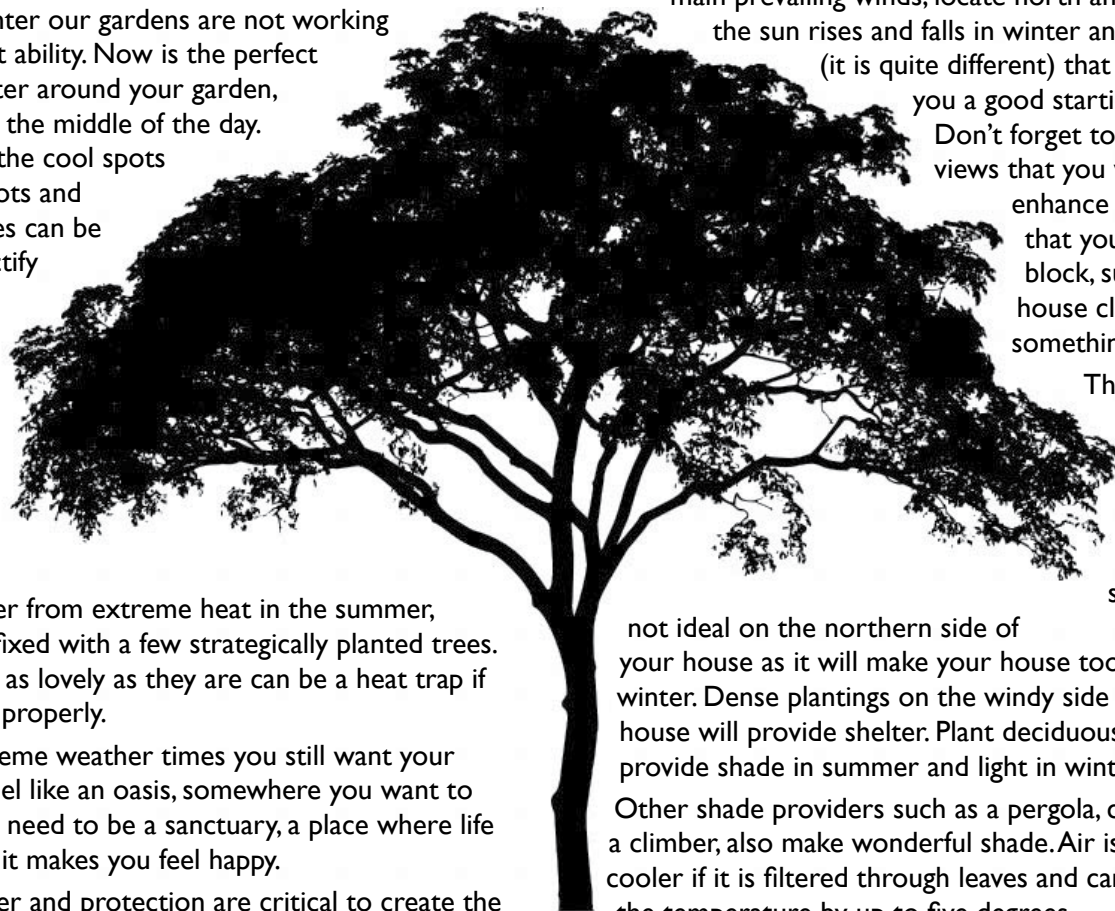 nter our gardens are not working
t ability. Now is the perfect
ter around your garden,
the middle of the day.
the cool spots
ots and
es can be
ctify
er from extreme heat in the summer,
fixed with a few strategically planted trees.
as lovely as they are can be a heat trap if
properly.
eme weather times you still want your
el like an oasis, somewhere you want to
need to be a sanctuary, a place where life
it makes you feel happy.
er and protection are critical to create the
main prevailing winds, locate north an
the sun rises and falls in winter an
(it is quite different) that
you a good starti
Don’t forget to
views that you
enhance
that you
block, su
house cl
somethin
Th
s
not ideal on the northern side of
your house as it will make your house too
winter. Dense plantings on the windy side
house will provide shelter. Plant deciduous
provide shade in summer and light in wint
Other shade providers such as a pergola, c
a climber, also make wonderful shade. Air is
cooler if it is filtered through leaves and can
the temperature by up to five degrees